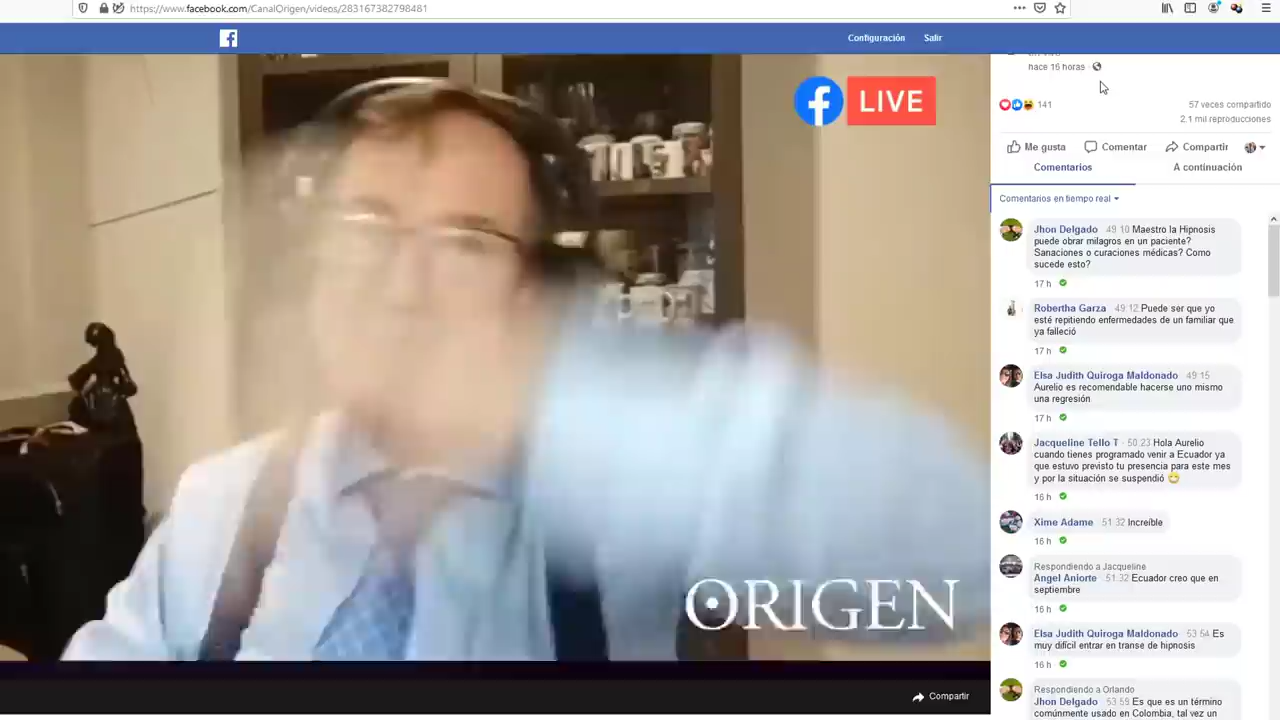 https://www.facebook.com/CanalOrigen/videos/283167382798481
Configuración
Salir
LIVE
ORIGEN
Compartir
hace 16 horas
141
57 veces compartido
2.1 mil reproducciones
Me gusta
Comentar
Compartir
Comentarios
A continuación
Comentarios en tiempo real
Jhon Delgado 49:10 Maestro la Hipnosis
puede obrar milagros en un paciente?
Sanaciones o curaciones médicas? Como
sucede esto?
17 h
Robertha Garza 49:12 Puede ser que yo
esté repitiendo enfermedades de un familiar que
ya falleció
17 h
Elsa Judith Quiroga Maldonado 49:15
Aurelio es recomendable hacerse uno mismo
una regresión
17 h
Jacqueline Tello T · 50:23 Hola Aurelio
cuando tienes programado venir a Ecuador ya
que estuvo previsto tu presencia para este mes
y por la situación se suspendió
16 h
Xime Adame 51:32 Increíble
16 h
Respondiendo a Jacqueline
Angel Aniorte 51:32 Ecuador creo que en
septiembre
16 h
Elsa Judith Quiroga Maldonado 53:54 Es
muy difícil entrar en transe de hipnosis
16 h
Respondiendo a Orlando
Jhon Delgado 53:59 Es que es un término
comúnmente usado en Colombia, tal vez un